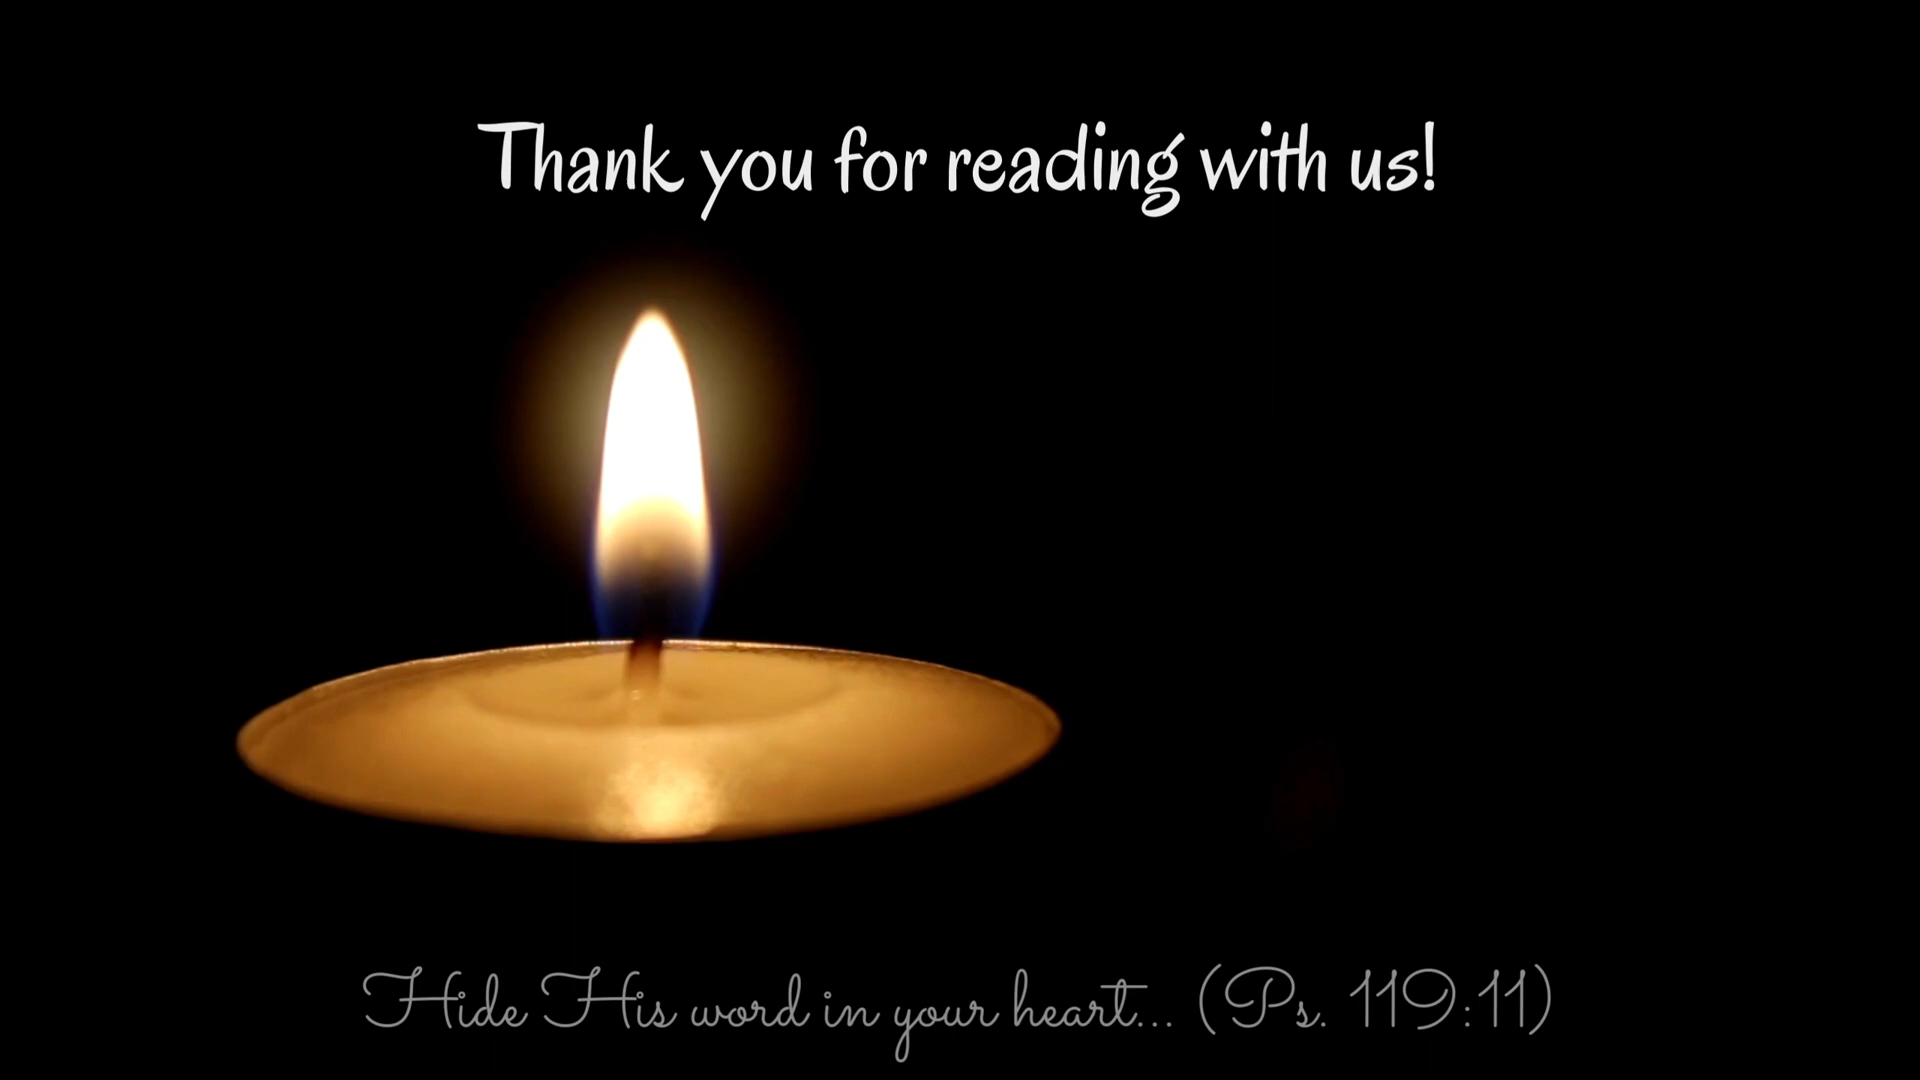 Thank you for reading with us!
Hide His word in your heart... (Ps. 119:11)